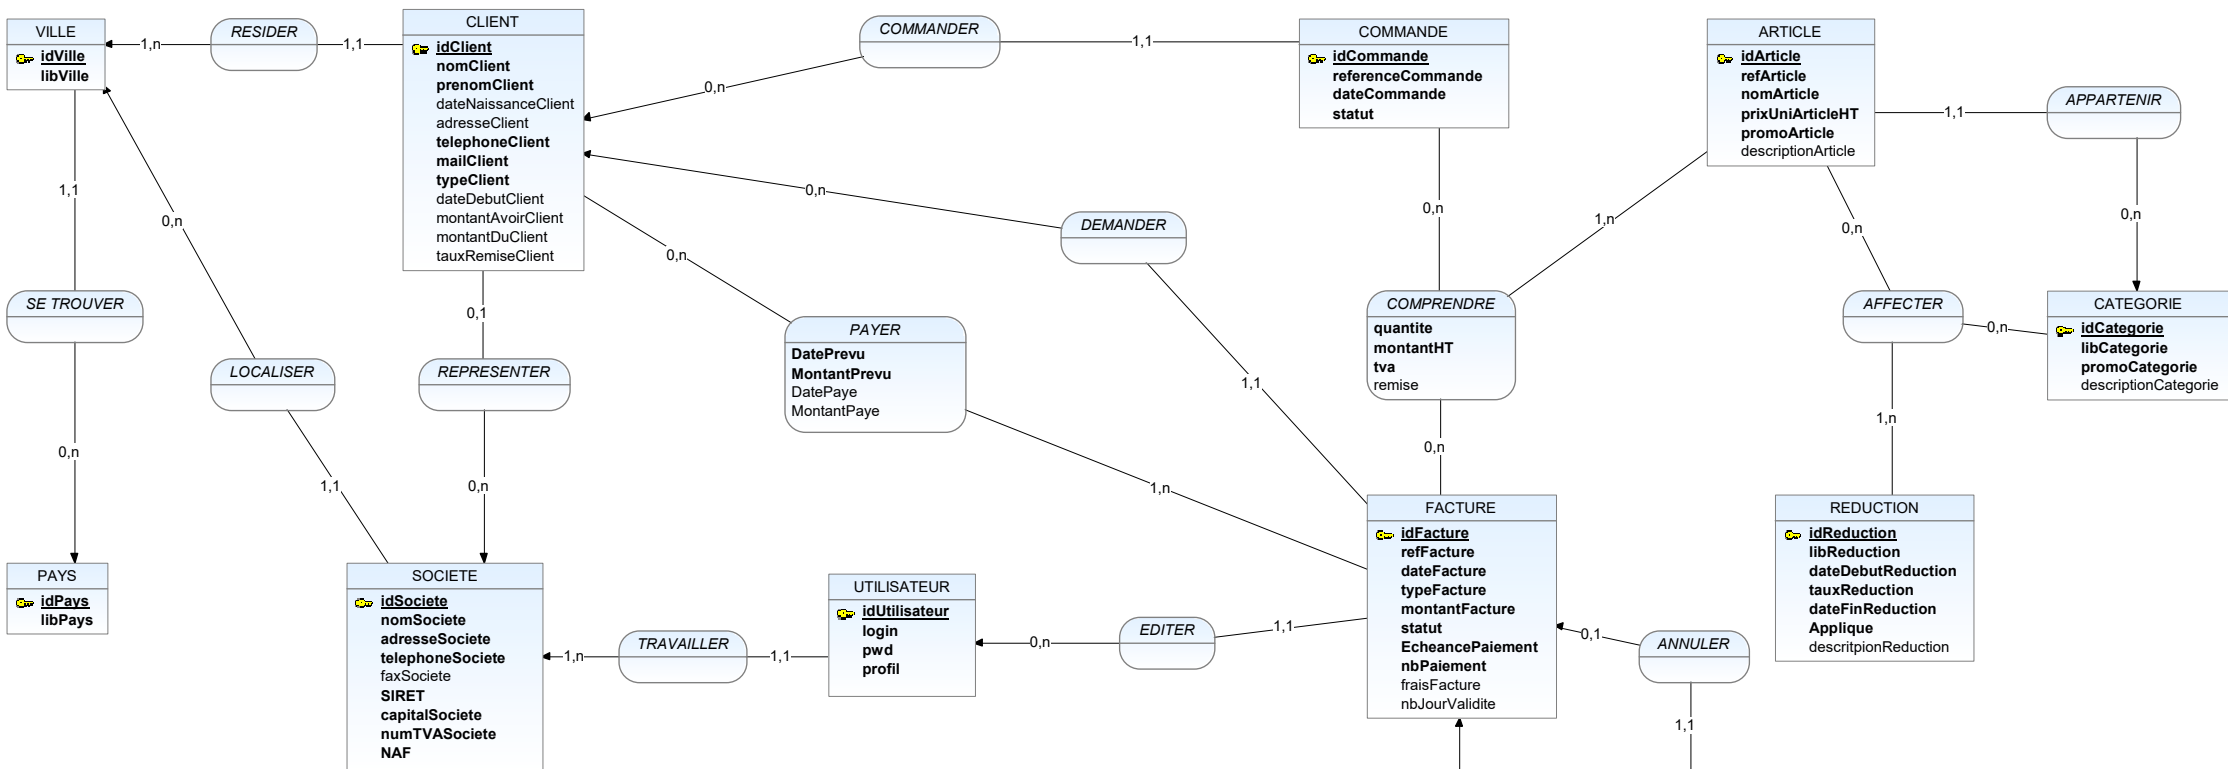 VILLE
idVille
libVille
1,n
RESIDER
1,1
CLIENT
idClient
nomClient
prenomClient
dateNaissanceClient
adresseClient
telephoneClient
mailClient
typeClient
dateDebutClient
montantAvoirClient
montantDuClient
tauxRemiseClient
0,n
COMMANDER
1,1
COMMANDE
idCommande
referenceCommande
dateCommande
statut
ARTICLE
idArticle
refArticle
nomArticle
prixUniArticleHT
promoArticle
descriptionArticle
1,1
APPARTENIR
0,n
1,1
0,n
0,n
DEMANDER
1,1
0,n
1,n
0,n
SE TROUVER
0,n
LOCALISER
1,1
0,1
REPRESENTER
0,n
0,n
PAYER
DatePrevu
MontantPrevu
DatePaye
MontantPaye
1,n
COMPRENDRE
quantite
montantHT
tva
remise
0,n
AFFECTER
0,n
1,n
CATEGORIE
idCategorie
libCategorie
promoCategorie
descriptionCategorie
PAYS
idPays
libPays
SOCIETE
idSociete
nomSociete
adresseSociete
telephoneSociete
faxSociete
SIRET
capitalSociete
numTVASociete
NAF
1,n
TRAVAILLER
1,1
UTILISATEUR
idUtilisateur
login
pwd
profil
0,n
EDITER
1,1
FACTURE
idFacture
refFacture
dateFacture
typeFacture
montantFacture
statut
EcheancePaiement
nbPaiement
fraisFacture
nbJourValidite
0,1
ANNULER
1,1
REDUCTION
idReduction
libReduction
dateDebutReduction
tauxReduction
dateFinReduction
Applique
descritpionReduction